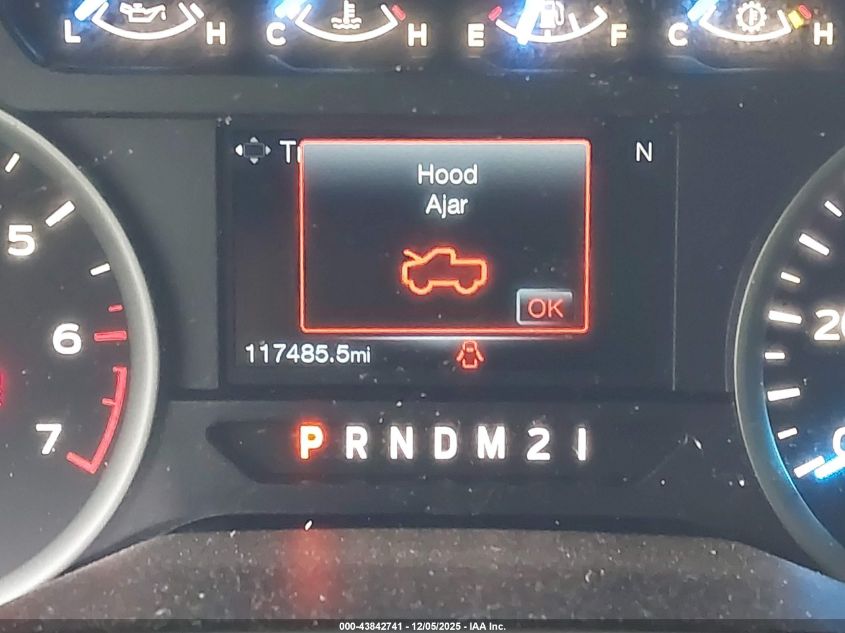 L H C H E F C H
T
N
Hood
Ajar
OK
117485.5mi
5
6
7
P R N D M 2 1
000-43842741 - 12/05/2025 - IAA Inc.